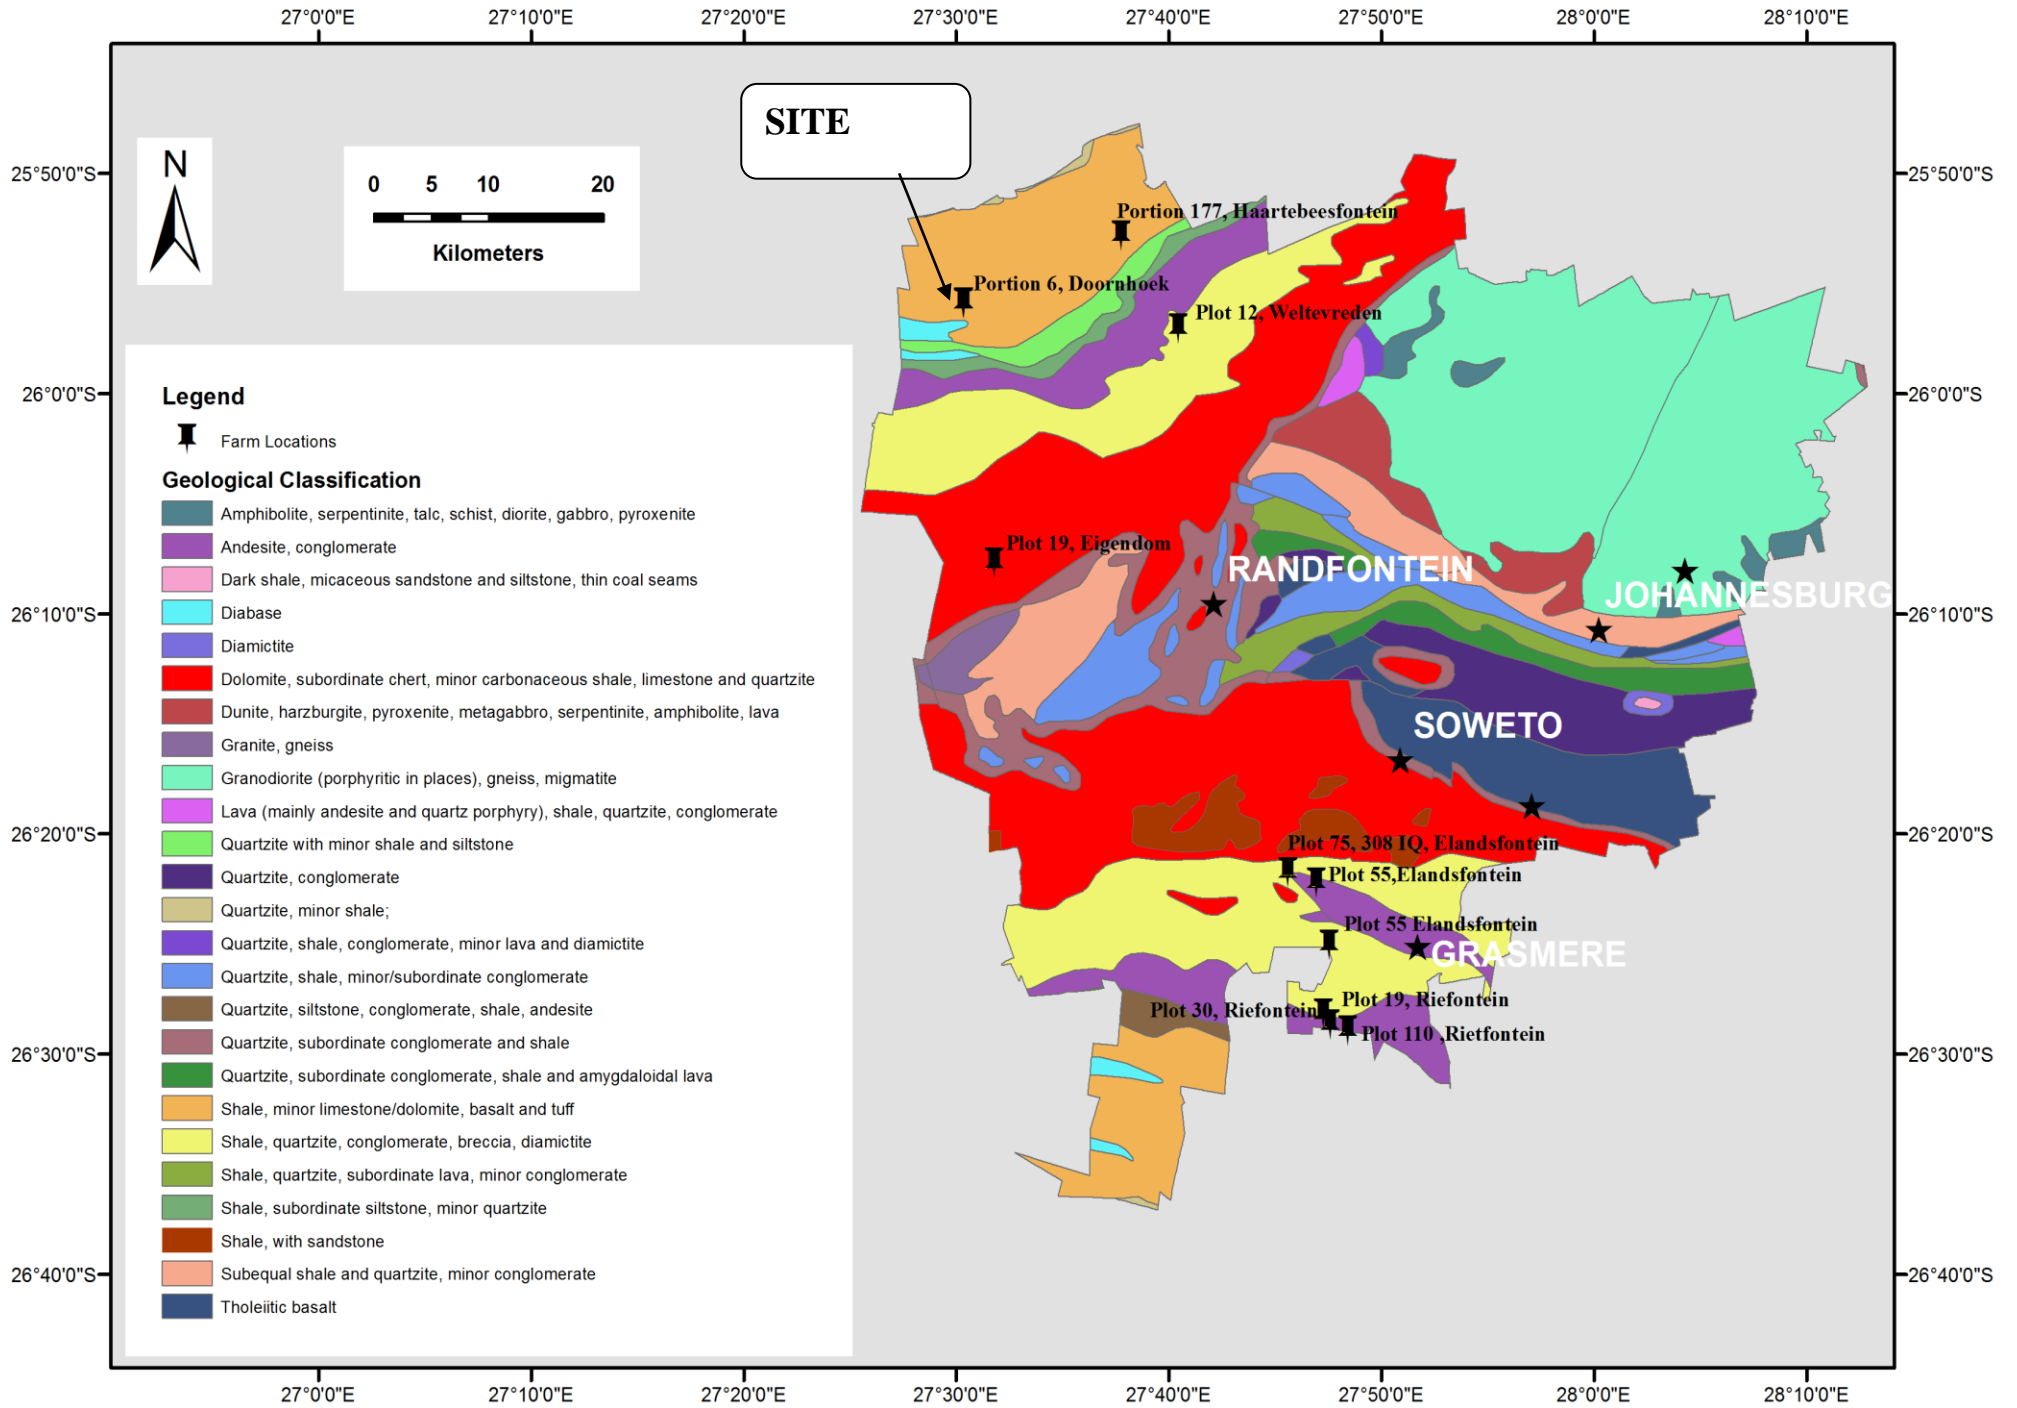 27°0'0"E 27°10'0"E 27°20'0"E 27°30'0"E 27°40'0"E 27°50'0"E 28°0'0"E 28°10'0"E
SITE
N
0 5 10 20
Kilometers
25°50'0"S 25°50'0"S
Portion 177, Haartebeesfontein
Portion 6, Doornhoek
Plot 12, Weltevreden
26°0'0"S 26°0'0"S
Legend
Farm Locations
Geological Classification
Amphibolite, serpentinite, talc, schist, diorite, gabbro, pyroxenite
Andesite, conglomerate
Dark shale, micaceous sandstone and siltstone, thin coal seams
Diabase
Diamictite
Dolomite, subordinate chert, minor carbonaceous shale, limestone and quartzite
Dunite, harzburgite, pyroxenite, metagabbro, serpentinite, amphibolite, lava
Granite, gneiss
Granodiorite (porphyritic in places), gneiss, migmatite
Lava (mainly andesite and quartz porphyry), shale, quartzite, conglomerate
Quartzite with minor shale and siltstone
Quartzite, conglomerate
Quartzite, minor shale;
Quartzite, shale, conglomerate, minor lava and diamictite
Quartzite, shale, minor/subordinate conglomerate
Quartzite, siltstone, conglomerate, shale, andesite
Quartzite, subordinate conglomerate and shale
Quartzite, subordinate conglomerate, shale and amygdaloidal lava
Shale, minor limestone/dolomite, basalt and tuff
Shale, quartzite, conglomerate, breccia, diamictite
Shale, quartzite, subordinate lava, minor conglomerate
Shale, subordinate siltstone, minor quartzite
Shale, with sandstone
Subequal shale and quartzite, minor conglomerate
Tholeiitic basalt
Plot 19, Eigendom
RANDFONTEIN
JOHANNESBURG
26°10'0"S 26°10'0"S
SOWETO
26°20'0"S 26°20'0"S
Plot 75, 308 IQ, Elandsfontein
Plot 55,Elandsfontein
Plot 55 Elandsfontein
GRASMERE
Plot 19, Riefontein
Plot 30, Riefontein
Plot 110 ,Rietfontein
26°30'0"S 26°30'0"S
26°40'0"S 26°40'0"S
27°0'0"E 27°10'0"E 27°20'0"E 27°30'0"E 27°40'0"E 27°50'0"E 28°0'0"E 28°10'0"E